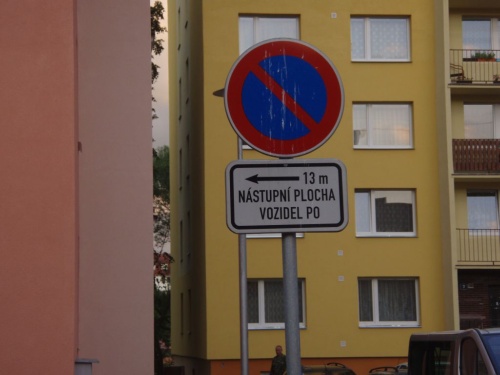 ← 13 m
NÁSTUPNÍ PLOCHA
VOZIDEL PO